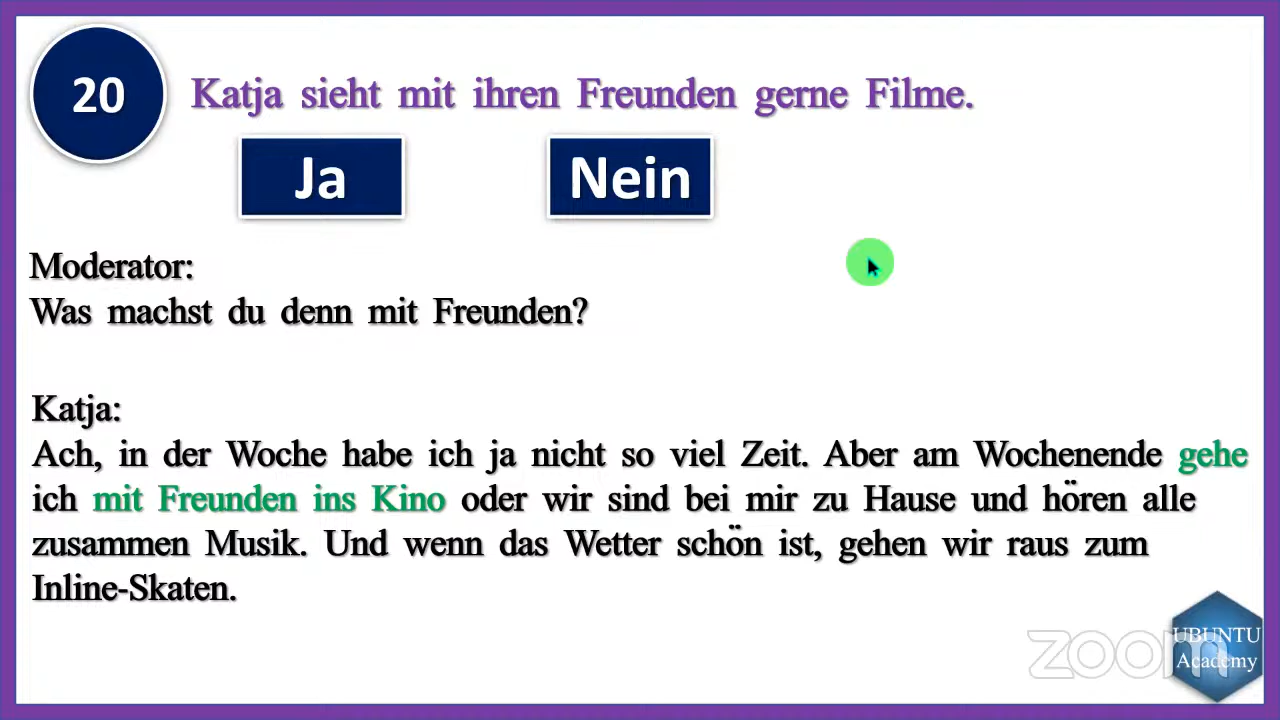 20
Katja sieht mit ihren Freunden gerne Filme.
Ja
Nein
Moderator:
Was machst du denn mit Freunden?
Katja:
Ach, in der Woche habe ich ja nicht so viel Zeit. Aber am Wochenende gehe
ich mit Freunden ins Kino oder wir sind bei mir zu Hause und hören alle
zusammen Musik. Und wenn das Wetter schön ist, gehen wir raus zum
Inline-Skaten.
zoom
UBUNTU
Academy